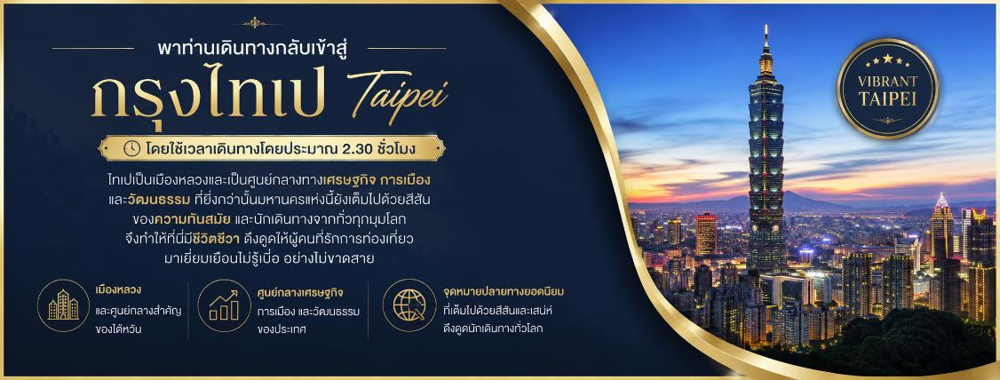 พาท่านเดินทางกลับเข้าสู่
กรุงไทเป Taipei
โดยใช้เวลาเดินทางโดยประมาณ 2.30 ชั่วโมง
ไทเปเป็นเมืองหลวงและเป็นศูนย์กลางทางเศรษฐกิจ การเมือง
และวัฒนธรรม ที่ยิ่งกว่านั้นมหานครแห่งนี้ยังเต็มไปด้วยสีสัน
ของความทันสมัย และนักเดินทางจากทั่วทุกมุมโลก
จึงทำให้ที่นี่มีชีวิตชีวา ดึงดูดให้ผู้คนที่รักการท่องเที่ยว
มาเยี่ยมเยือนไม่รู้เบื่อ อย่างไม่ขาดสาย
เมืองหลวง
และศูนย์กลางสำคัญ
ของไต้หวัน
ศูนย์กลางเศรษฐกิจ
การเมือง และวัฒนธรรม
ของประเทศ
จุดหมายปลายทางยอดนิยม
ที่เต็มไปด้วยสีสันและเสน่ห์
ดึงดูดนักเดินทางทั่วโลก
VIBRANT
TAIPEI